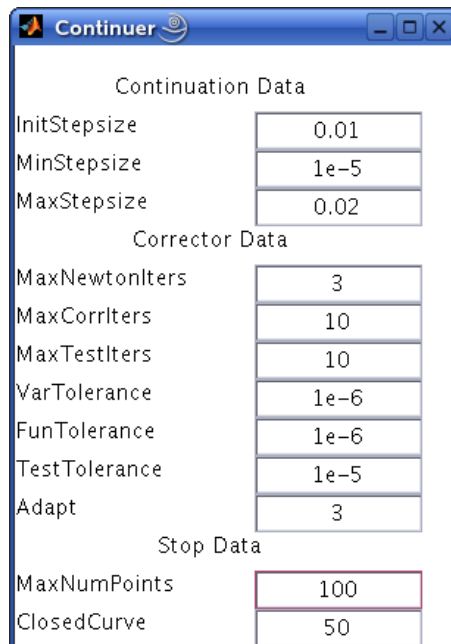 Continuer
Continuation Data
InitStepsize 0.01
MinStepsize 1e-5
MaxStepsize 0.02
Corrector Data
MaxNewtonIters 3
MaxCorrIters 10
MaxTestIters 10
VarTolerance 1e-6
FunTolerance 1e-6
TestTolerance 1e-5
Adapt 3
Stop Data
MaxNumPoints 100
ClosedCurve 50